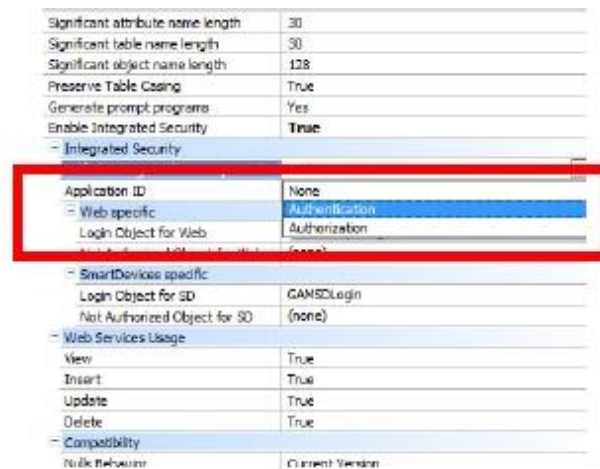 Significant attribute name length 30
Significant table name length 30
Significant object name length 128
Preserve Table Casing True
Generate prompt programs Yes
Enable Integrated Security True
Integrated Security
Application ID None
Web specific Authentication
Login Object for Web Authorization
(none)
SmartDevices specific
Login Object for SD GAMSDLogin
Not Authorized Object for SD (none)
Web Services Usage
View True
Insert True
Update True
Delete True
Compatibility
Nulls Behavior Current Version